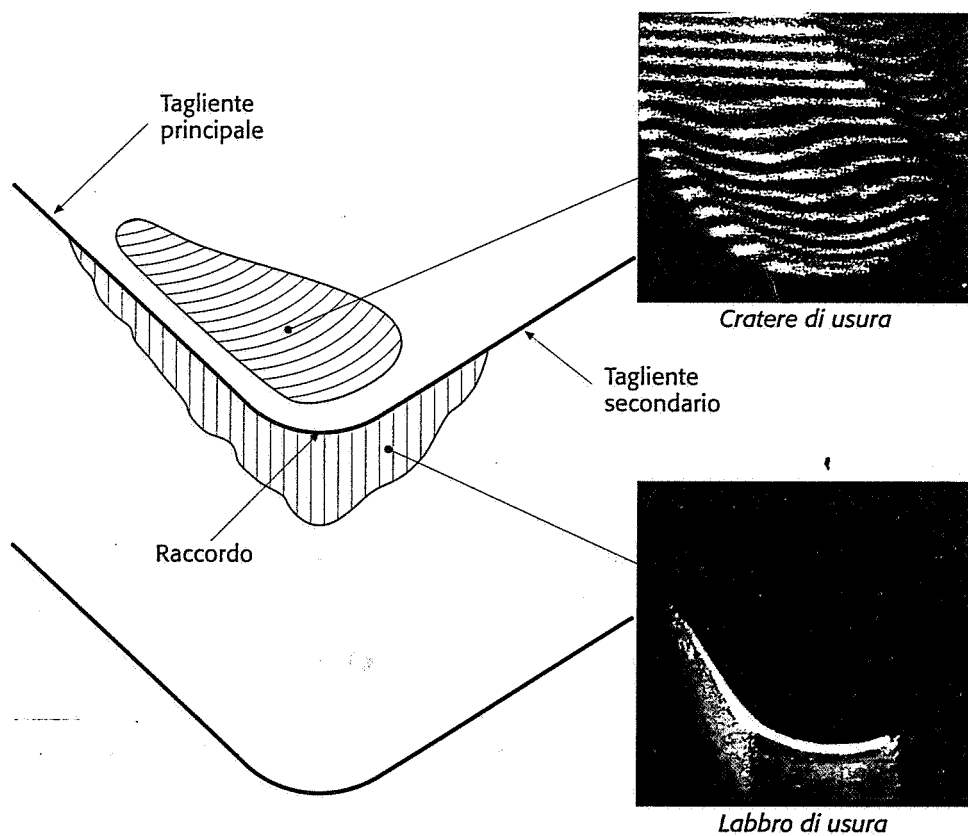 Tagliente
principale
Cratere di usura
Tagliente
secondario
Raccordo
Labbro di usura